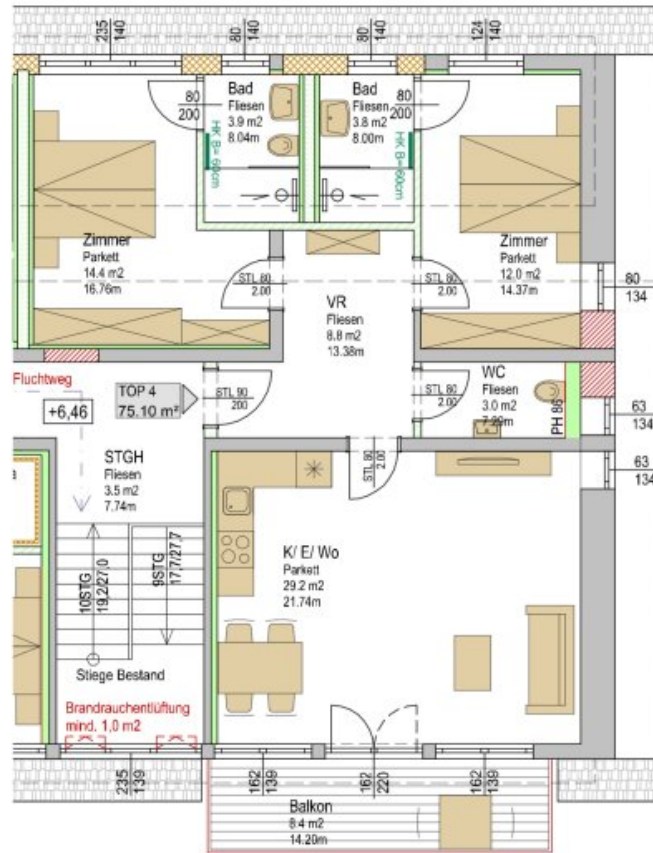 235
140
80
140
80
140
124
140
80
200
Bad
Fliesen
3.9 m2
8.04m
HK B= 60cm
Bad
Fliesen
3.8 m2
8.00m
HK B= 60cm
80
200
Zimmer
Parkett
14.4 m2
16.76m
STL 80
2.00
VR
Fliesen
8.8 m2
13.38m
STL 80
2.00
Zimmer
Parkett
12.0 m2
14.37m
80
134
Fluchtweg
+6,46
TOP 4
75.10 m²
STL 90
200
STL 80
2.00
WC
Fliesen
3.0 m2
7.29m
PH 86
63
134
STGH
Fliesen
3.5 m2
7.74m
STL 80
2.00
63
134
10STG
19,2/27,0
9STG
17,7/27,7
K/ E/ Wo
Parkett
29.2 m2
21.74m
Stiege Bestand
Brandrauchentlüftung
mind. 1,0 m2
235
139
162
139
162
220
162
139
Balkon
8.4 m2
14.20m